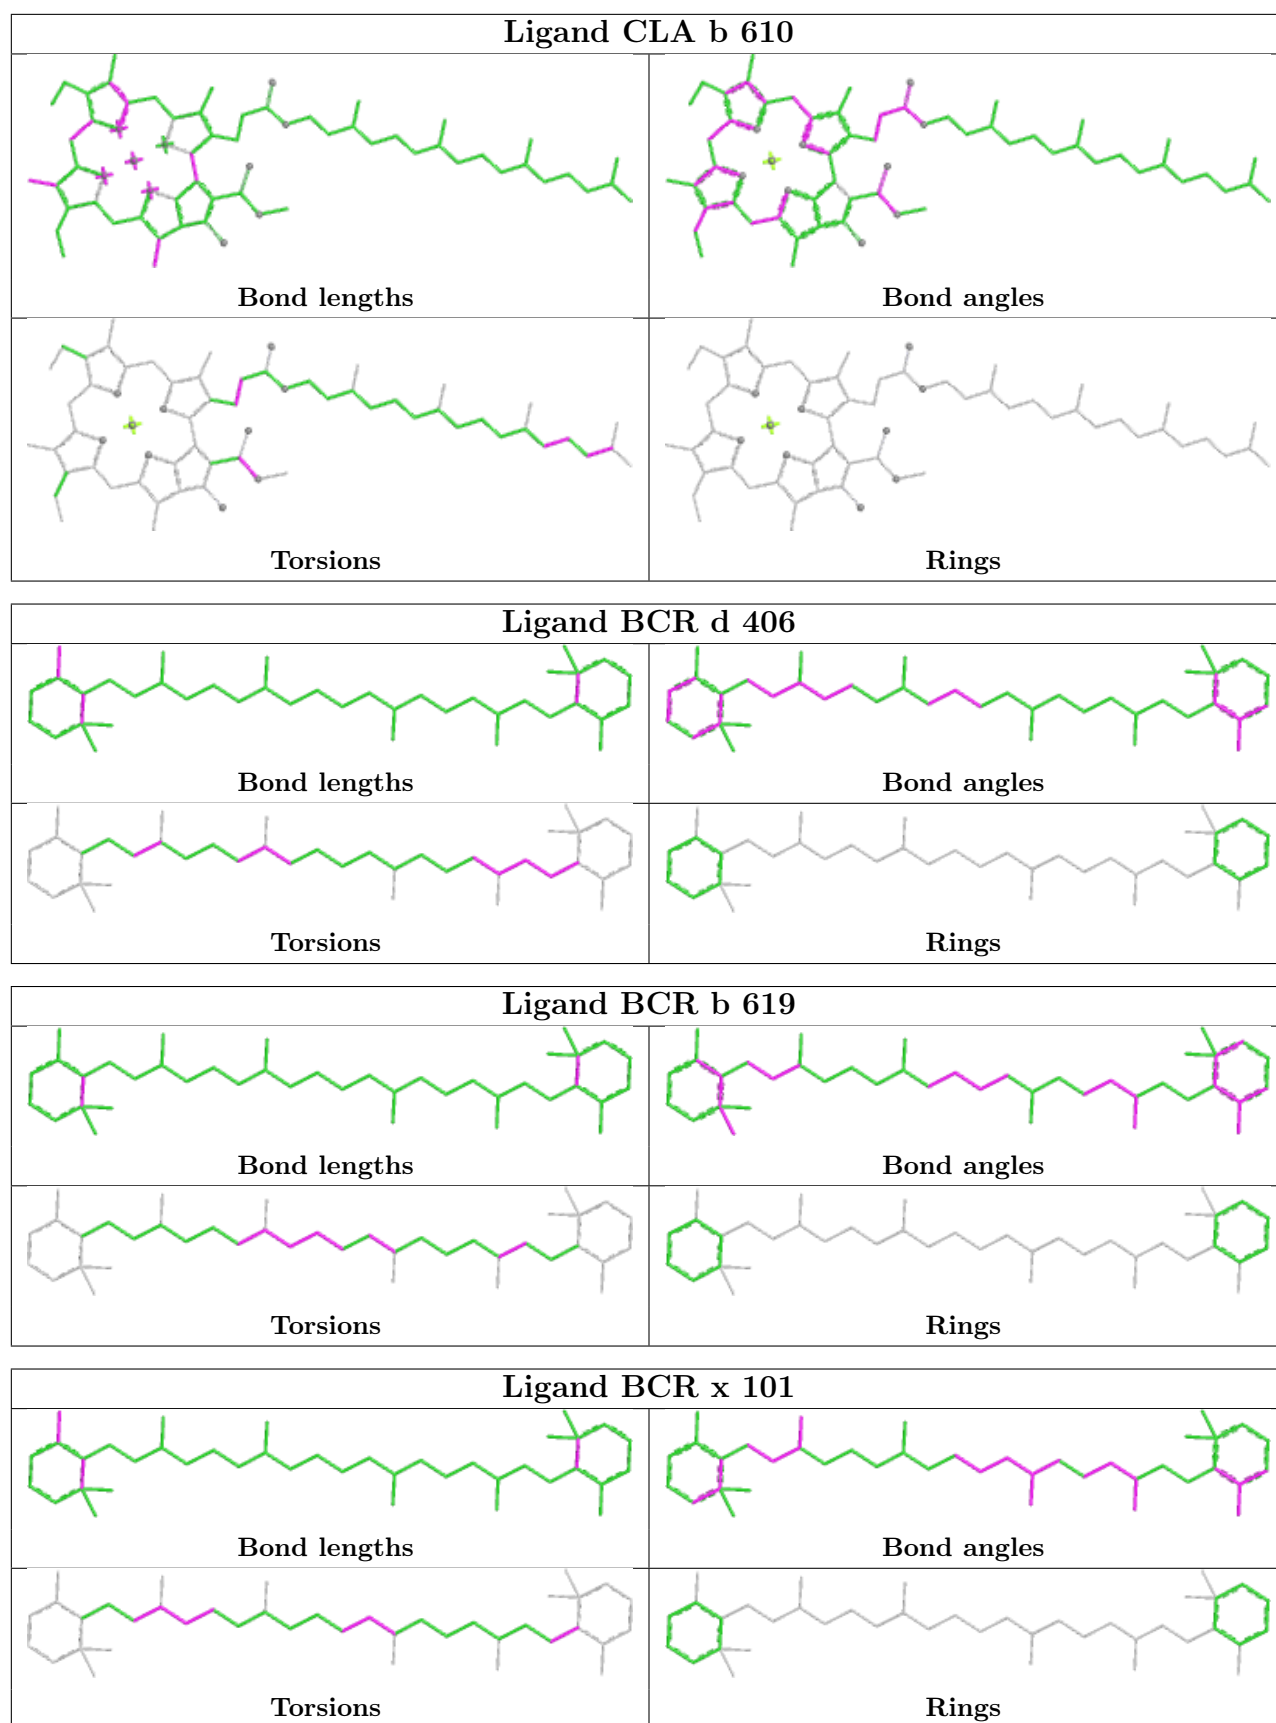 Ligand CLA b 610
Bond lengths
Bond angles
Torsions
Rings
Ligand BCR d 406
Bond lengths
Bond angles
Torsions
Rings
Ligand BCR b 619
Bond lengths
Bond angles
Torsions
Rings
Ligand BCR x 101
Bond lengths
Bond angles
Torsions
Rings